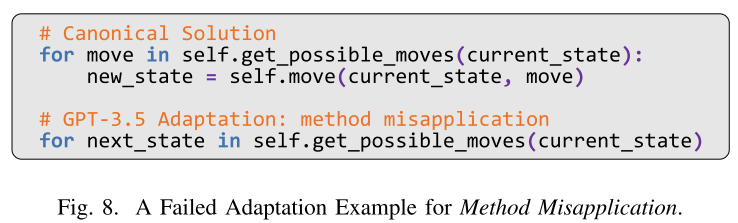 # Canonical Solution
for move in self.get_possible_moves(current_state):
    new_state = self.move(current_state, move)
# GPT-3.5 Adaptation: method misapplication
for next_state in self.get_possible_moves(current_state)
Fig. 8. A Failed Adaptation Example for Method Misapplication.